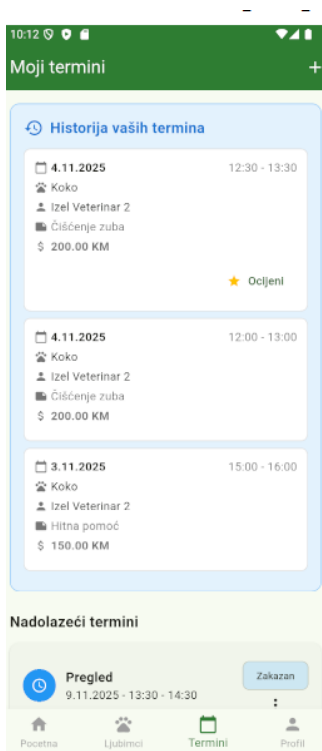 10:12
Moji termini
+
Historija vaših termina
4.11.2025 12:30 - 13:30
Koko
Izel Veterinar 2
Čišćenje zuba
$ 200.00 KM
Ocijeni
4.11.2025 12:00 - 13:00
Koko
Izel Veterinar 2
Čišćenje zuba
$ 200.00 KM
3.11.2025 15:00 - 16:00
Koko
Izel Veterinar 2
Hitna pomoć
$ 150.00 KM
Nadolazeći termini
Pregled Zakazan
9.11.2025 - 13:30 - 14:30
Pocetna Ljubimci Termini Profil